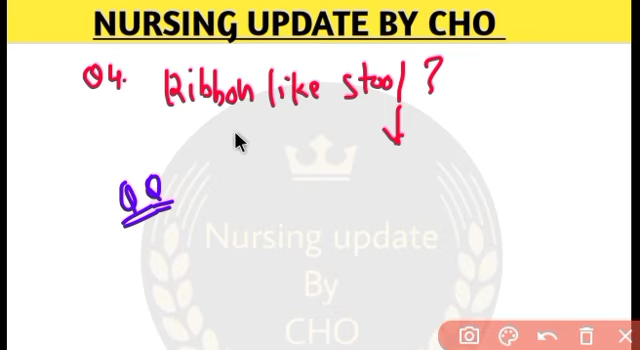 NURSING UPDATE BY CHO
Q4. Ribbon like stool ?
Nursing update
By
CHO